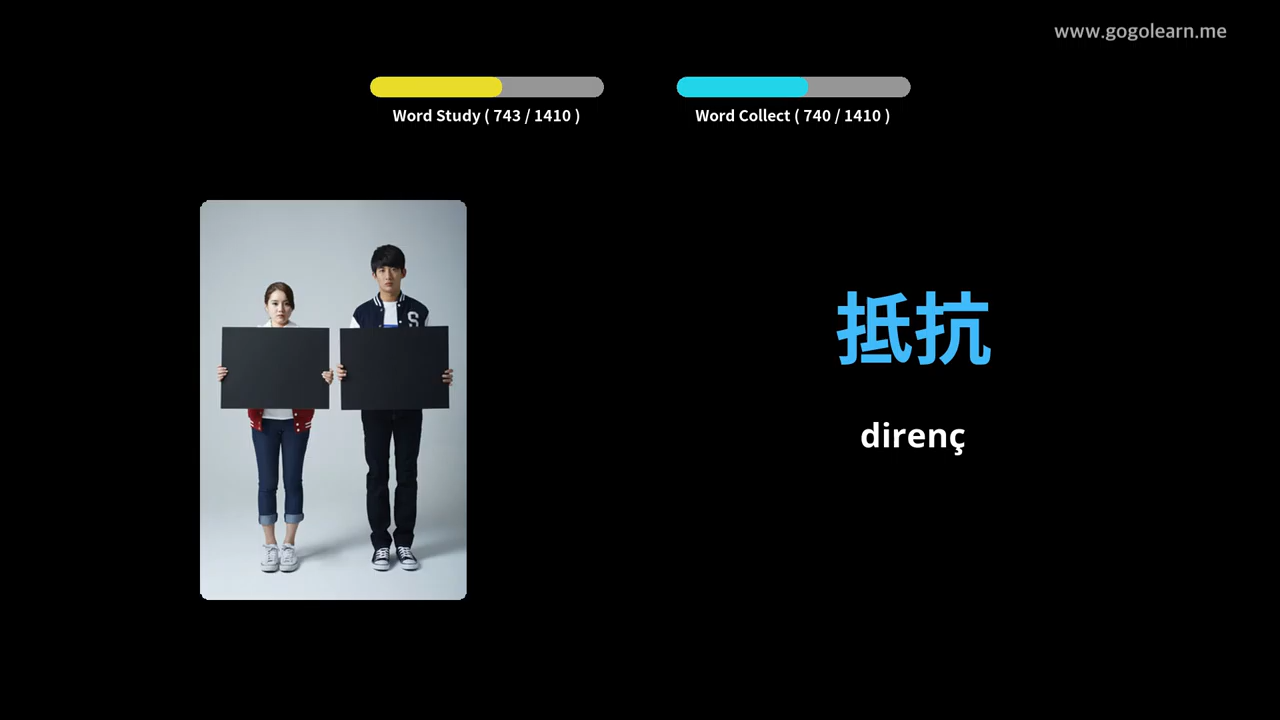 www.gogolearn.me
Word Study ( 743 / 1410 )
Word Collect ( 740 / 1410 )
S
抵抗
direnç